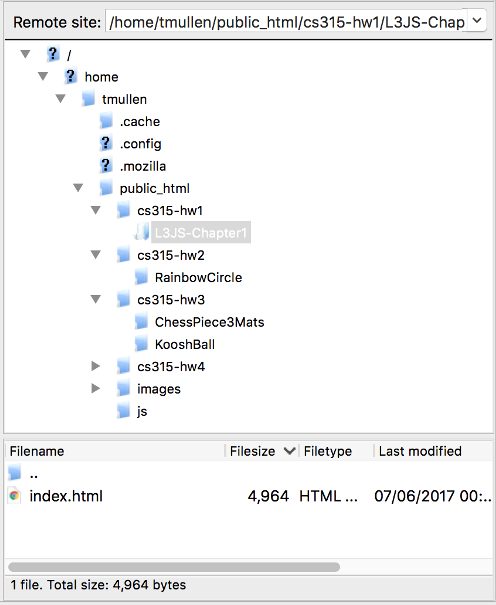 Remote site: /home/tmullen/public_html/cs315-hw1/L3JS-Chap
/
home
tmullen
.cache
.config
.mozilla
public_html
cs315-hw1
L3JS-Chapter1
cs315-hw2
RainbowCircle
cs315-hw3
ChessPiece3Mats
KooshBall
cs315-hw4
images
js
Filename Filesize Filetype Last modified
..
index.html 4,964 HTML ... 07/06/2017 00:...
1 file. Total size: 4,964 bytes